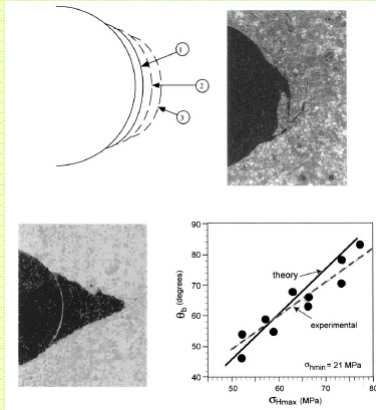 1
2
3
90
80
70
60
50
40
θb (degrees)
theory
experimental
σhmin = 21 MPa
50
60
70
80
σHmax (MPa)